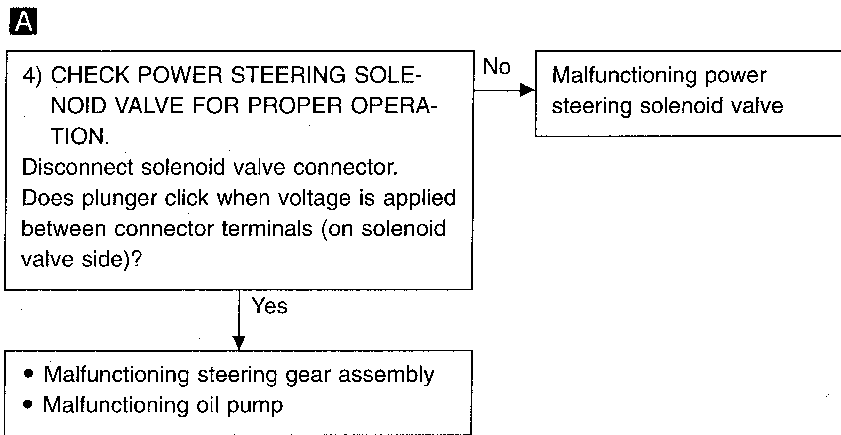 A
4) CHECK POWER STEERING SOLE-
NOID VALVE FOR PROPER OPERA-
TION.
Disconnect solenoid valve connector.
Does plunger click when voltage is applied
between connector terminals (on solenoid
valve side)?
No
Malfunctioning power
steering solenoid valve
Yes
• Malfunctioning steering gear assembly
• Malfunctioning oil pump